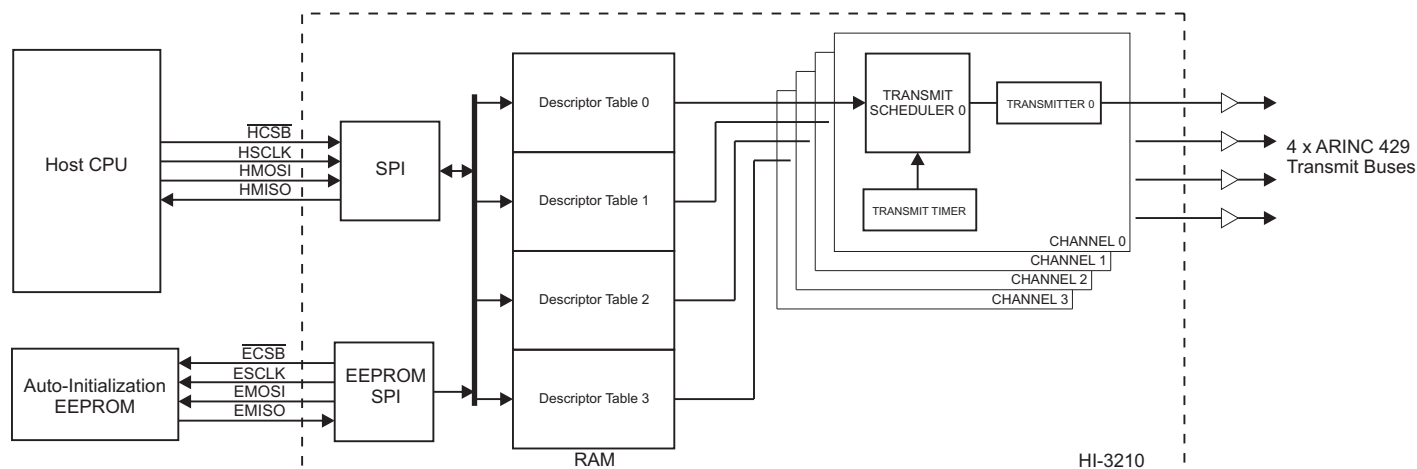 Host CPU
HCSB
HSCLK
HMOSI
HMISO
SPI
Auto-Initialization
EEPROM
ECSB
ESCLK
EMOSI
EMISO
EEPROM
SPI
Descriptor Table 0
Descriptor Table 1
Descriptor Table 2
Descriptor Table 3
RAM
TRANSMIT
SCHEDULER 0
TRANSMITTER 0
TRANSMIT TIMER
CHANNEL 0
CHANNEL 1
CHANNEL 2
CHANNEL 3
4 x ARINC 429
Transmit Buses
HI-3210